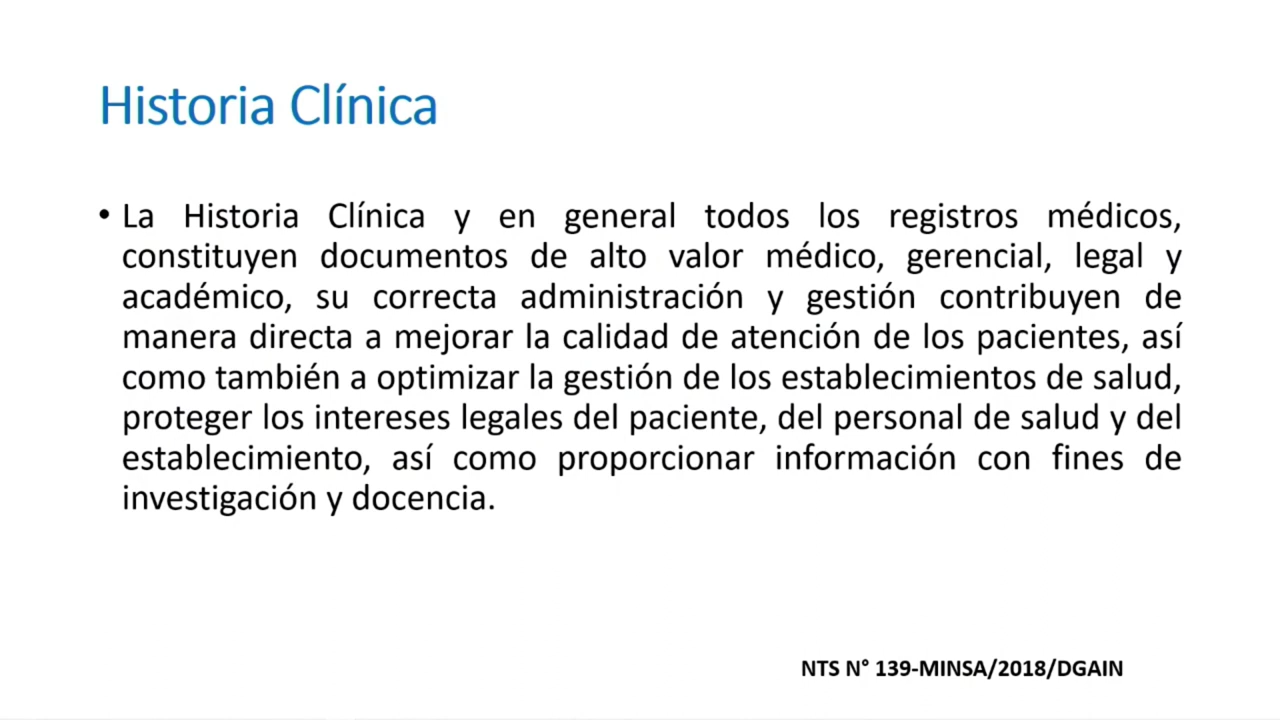 Historia Clínica
• La Historia Clínica y en general todos los registros médicos,
constituyen documentos de alto valor médico, gerencial, legal y
académico, su correcta administración y gestión contribuyen de
manera directa a mejorar la calidad de atención de los pacientes, así
como también a optimizar la gestión de los establecimientos de salud,
proteger los intereses legales del paciente, del personal de salud y del
establecimiento, así como proporcionar información con fines de
investigación y docencia.
NTS N° 139-MINSA/2018/DGAIN